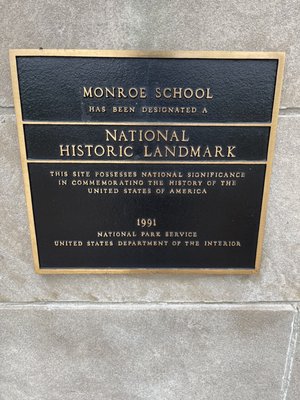 MONROE SCHOOL
HAS BEEN DESIGNATED A
NATIONAL
HISTORIC LANDMARK
THIS SITE POSSESSES NATIONAL SIGNIFICANCE
IN COMMEMORATING THE HISTORY OF THE
UNITED STATES OF AMERICA
1991
NATIONAL PARK SERVICE
UNITED STATES DEPARTMENT OF THE INTERIOR